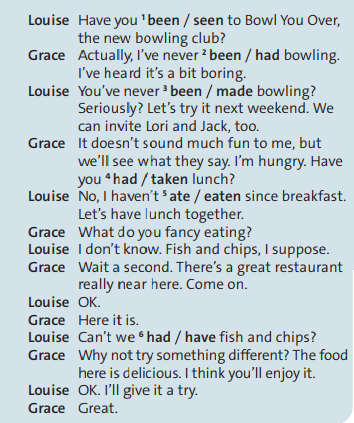 Louise Have you ¹ been / seen to Bowl You Over,
the new bowling club?
Grace Actually, I've never ² been / had bowling.
I've heard it's a bit boring.
Louise You've never ³ been / made bowling?
Seriously? Let's try it next weekend. We
can invite Lori and Jack, too.
Grace It doesn't sound much fun to me, but
we'll see what they say. I'm hungry. Have
you ⁴ had / taken lunch?
Louise No, I haven't ⁵ ate / eaten since breakfast.
Let's have lunch together.
Grace What do you fancy eating?
Louise I don't know. Fish and chips, I suppose.
Grace Wait a second. There's a great restaurant
really near here. Come on.
Louise OK.
Grace Here it is.
Louise Can't we ⁶ had / have fish and chips?
Grace Why not try something different? The food
here is delicious. I think you'll enjoy it.
Louise OK. I'll give it a try.
Grace Great.